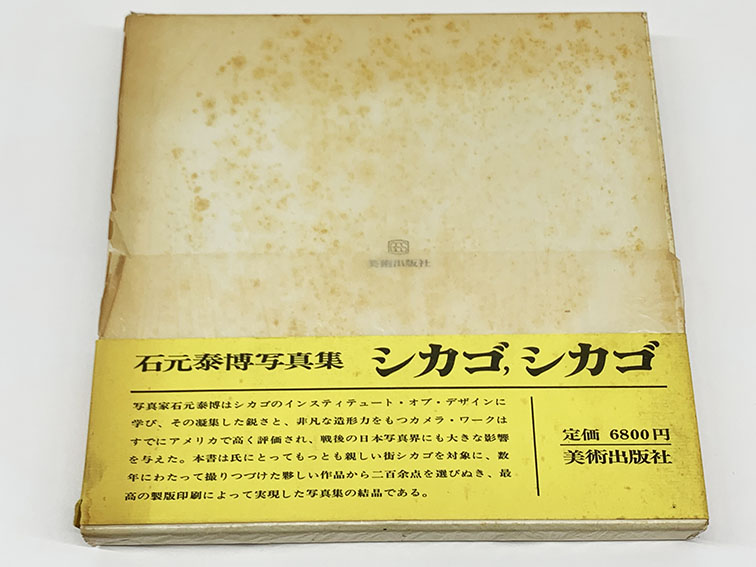 美術出版社
石元泰博写真集 シカゴ,シカゴ
写真家石元泰博はシカゴのインスティテュート・オブ・デザインに
学び、その凝集した鋭さと、非凡な造形力をもつカメラ・ワークは
すでにアメリカで高く評価され、戦後の日本写真界にも大きな影響
を与えた。本書は氏にとってもっとも親しい街シカゴを対象に、数
年にわたって撮りつづけた夥しい作品から二百余点を選びぬき、最
高の製版印刷によって実現した写真集の結晶である。
定価 6800円
美術出版社